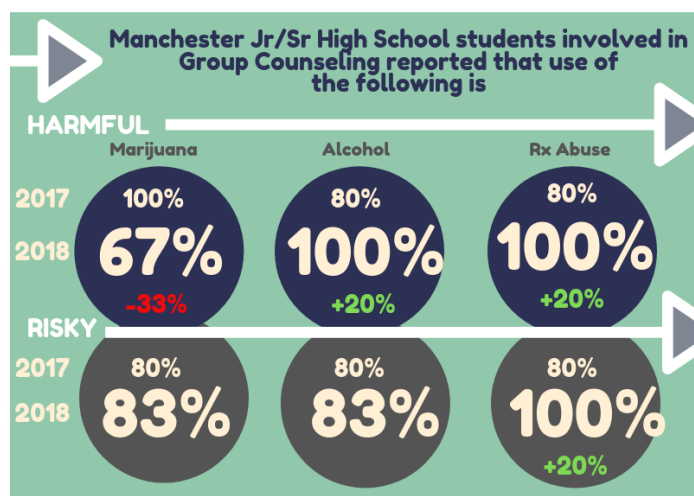 Manchester Jr/Sr High School students involved in
Group Counseling reported that use of
the following is
HARMFUL
Marijuana Alcohol Rx Abuse
2017 100% 80% 80%
2018 67% 100% 100%
-33% +20% +20%
RISKY
2017 80% 80% 80%
2018 83% 83% 100%
+20%